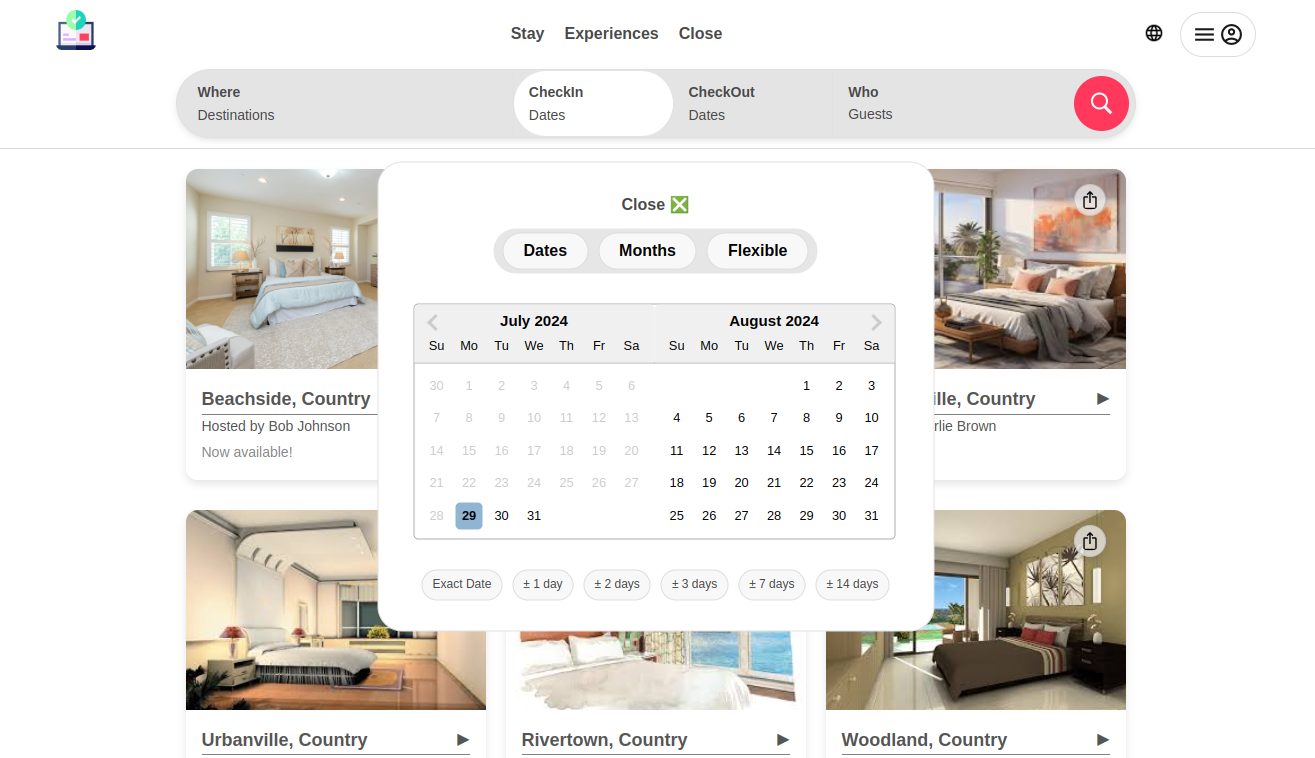 Stay Experiences Close
Where CheckIn CheckOut Who
Destinations Dates Dates Guests
Close ❎
Dates Months Flexible
July 2024 August 2024
Su Mo Tu We Th Fr Sa Su Mo Tu We Th Fr Sa
30 1 2 3 4 5 6 1 2 3
7 8 9 10 11 12 13 4 5 6 7 8 9 10
14 15 16 17 18 19 20 11 12 13 14 15 16 17
21 22 23 24 25 26 27 18 19 20 21 22 23 24
28 29 30 31 25 26 27 28 29 30 31
Exact Date ± 1 day ± 2 days ± 3 days ± 7 days ± 14 days
Beachside, Country
Hosted by Bob Johnson
Now available!
ille, Country ▶
rlie Brown
Urbanville, Country ▶
Rivertown, Country ▶
Woodland, Country ▶